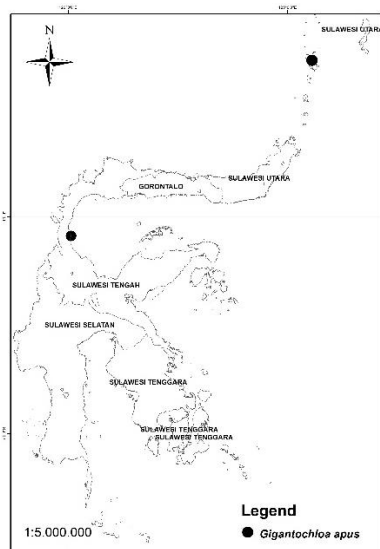 SULAWESI UTARA
N
SULAWESI UTARA
GORONTALO
SULAWESI TENGAH
SULAWESI SELATAN
SULAWESI TENGGARA
SULAWESI TENGGARA
SULAWESI TENGGARA
Legend
1:5.000.000
Gigantochloa apus